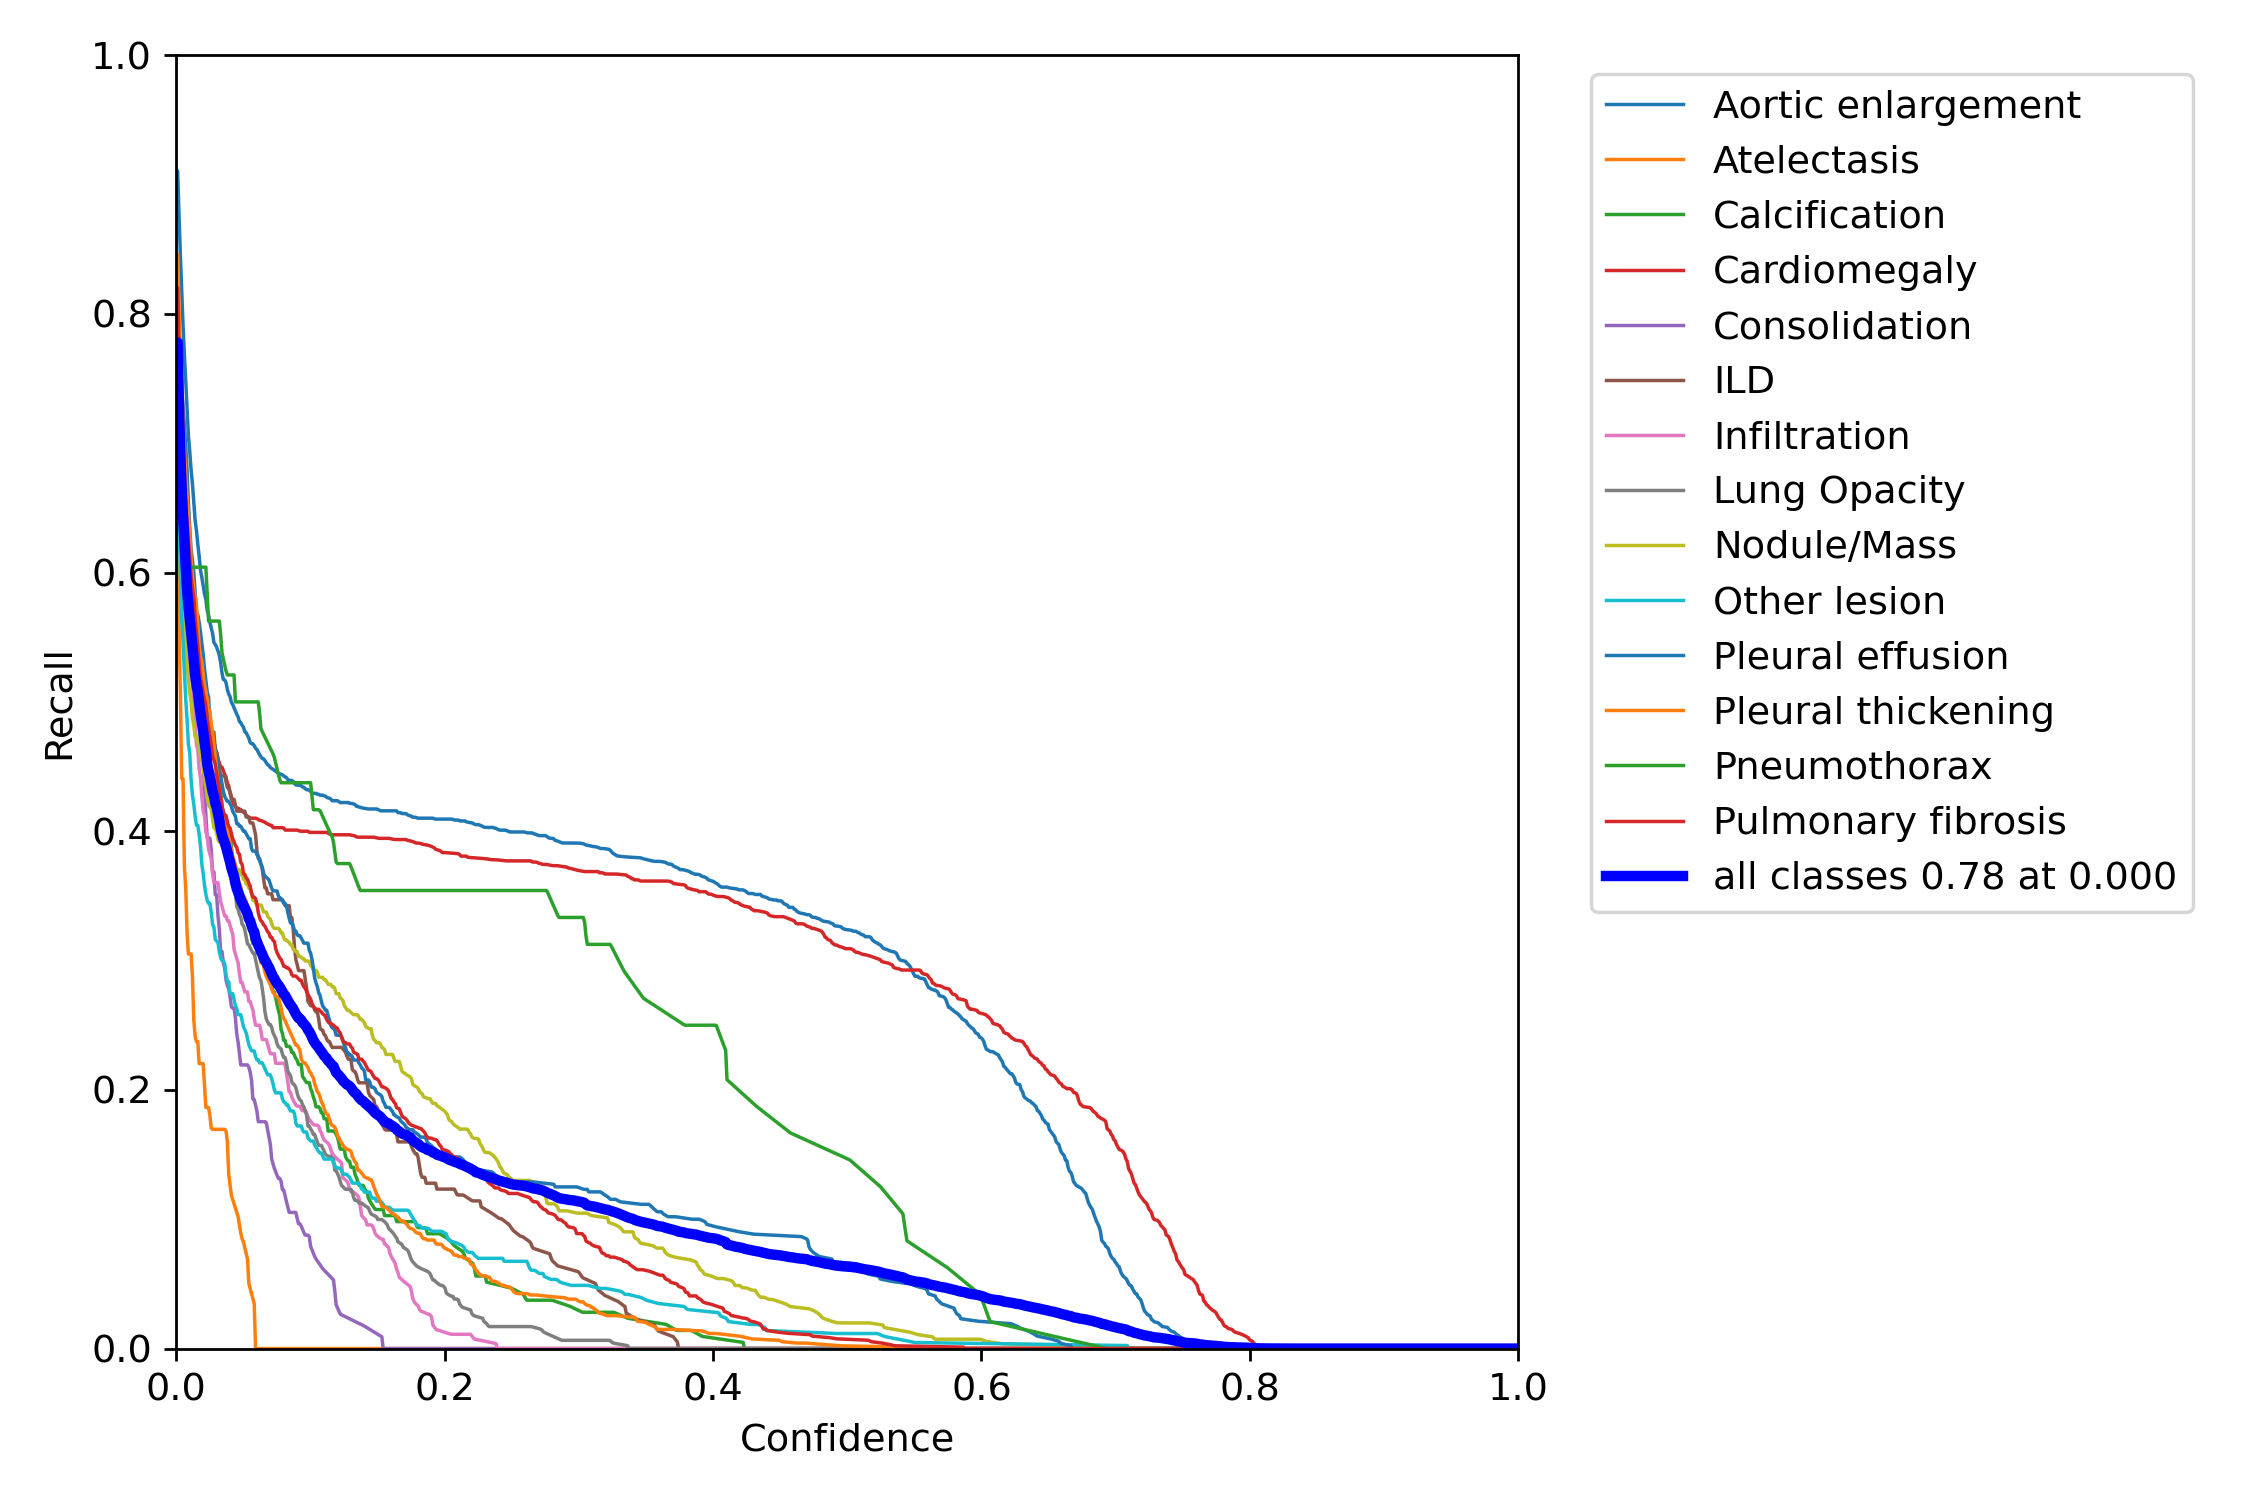 1.0
0.8
0.6
0.4
0.2
0.0
Recall
0.0 0.2 0.4 0.6 0.8 1.0
Confidence
Aortic enlargement
Atelectasis
Calcification
Cardiomegaly
Consolidation
ILD
Infiltration
Lung Opacity
Nodule/Mass
Other lesion
Pleural effusion
Pleural thickening
Pneumothorax
Pulmonary fibrosis
all classes 0.78 at 0.000